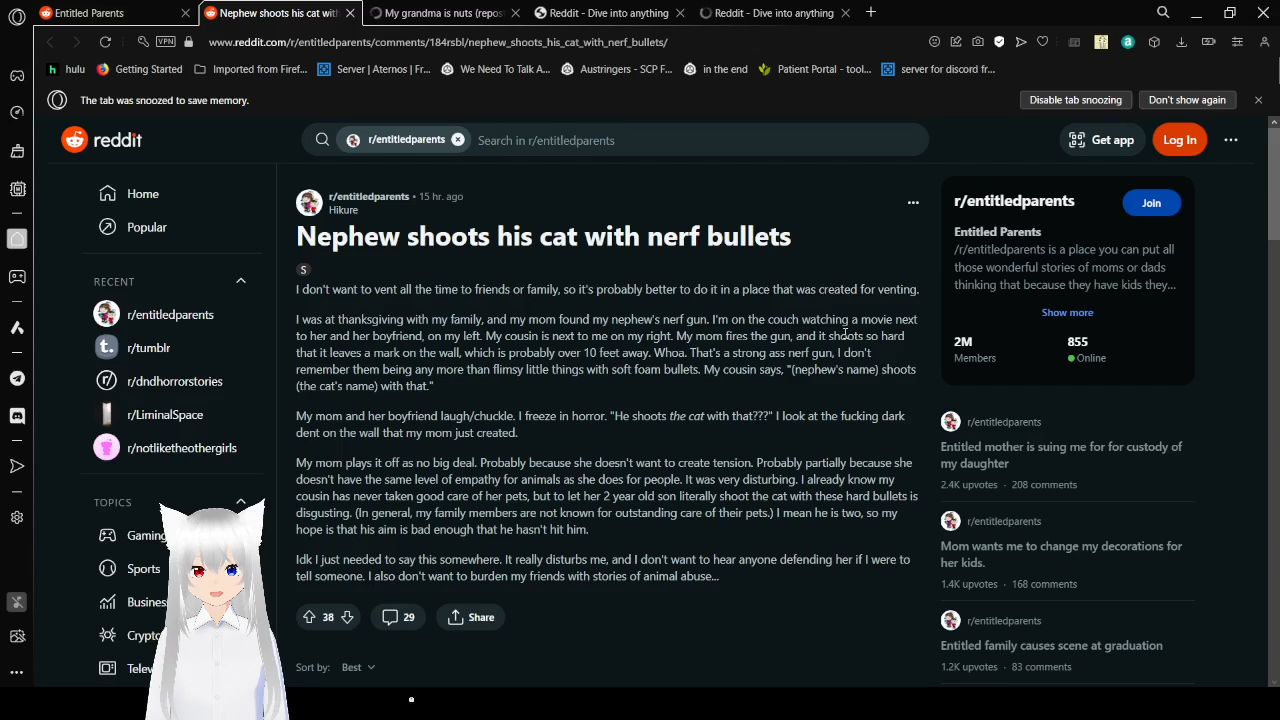 Entitled Parents
Nephew shoots his cat with
My grandma is nuts (repos
Reddit - Dive into anything
Reddit - Dive into anything
VPN
www.reddit.com/r/entitledparents/comments/184rsbl/nephew_shoots_his_cat_with_nerf_bullets/
hulu
Getting Started
Imported from Firef...
Server | Aternos | Fr...
We Need To Talk A...
Austringers - SCP F...
in the end
Patient Portal - tool...
server for discord fr...
The tab was snoozed to save memory.
Disable tab snoozing
Don't show again
reddit
r/entitledparents
Search in r/entitledparents
Get app
Log In
Home
Popular
RECENT
r/entitledparents
r/tumblr
r/dndhorrorstories
r/LiminalSpace
r/notliketheothergirls
TOPICS
Gaming
Sports
Busines
Crypto
Telev
r/entitledparents • 15 hr. ago
Hikure
Nephew shoots his cat with nerf bullets
S
I don't want to vent all the time to friends or family, so it's probably better to do it in a place that was created for venting.
I was at thanksgiving with my family, and my mom found my nephew's nerf gun. I'm on the couch watching a movie next
to her and her boyfriend, on my left. My cousin is next to me on my right. My mom fires the gun, and it shoots so hard
that it leaves a mark on the wall, which is probably over 10 feet away. Whoa. That's a strong ass nerf gun, I don't
remember then being any more than flimsy little things with soft foam bullets. My cousin says, "(nephew's name) shoots
(the cat's name) with that."
My mom and her boyfriend laugh/chuckle. I freeze in horror. "He shoots the cat with that???" I look at the fucking dark
dent on the wall that my mom just created.
My mom plays it off as no big deal. Probably because she doesn't want to create tension. Probably partially because she
doesn't have the same level of empathy for animals as she does for people. It was very disturbing. I already know my
cousin has never taken good care of her pets, but to let her 2 year old son literally shoot the cat with these hard bullets is
disgusting. (In general, my family members are not known for outstanding care of their pets.) I mean he is two, so my
hope is that his aim is bad enough that he hasn't hit him.
Idk I just needed to say this somewhere. It really disturbs me, and I don't want to hear anyone defending her if I were to
tell someone. I also don't want to burden my friends with stories of animal abuse...
38
29
Share
Sort by: Best
r/entitledparents
Join
Entitled Parents
/r/entitledparents is a place you can put all
those wonderful stories of moms or dads
thinking that because they have kids they...
Show more
2M
Members
855
Online
r/entitledparents
Entitled mother is suing me for for custody of
my daughter
2.4K upvotes • 208 comments
r/entitledparents
Mom wants me to change my decorations for
her kids.
1.4K upvotes • 168 comments
r/entitledparents
Entitled family causes scene at graduation
1.2K upvotes • 83 comments